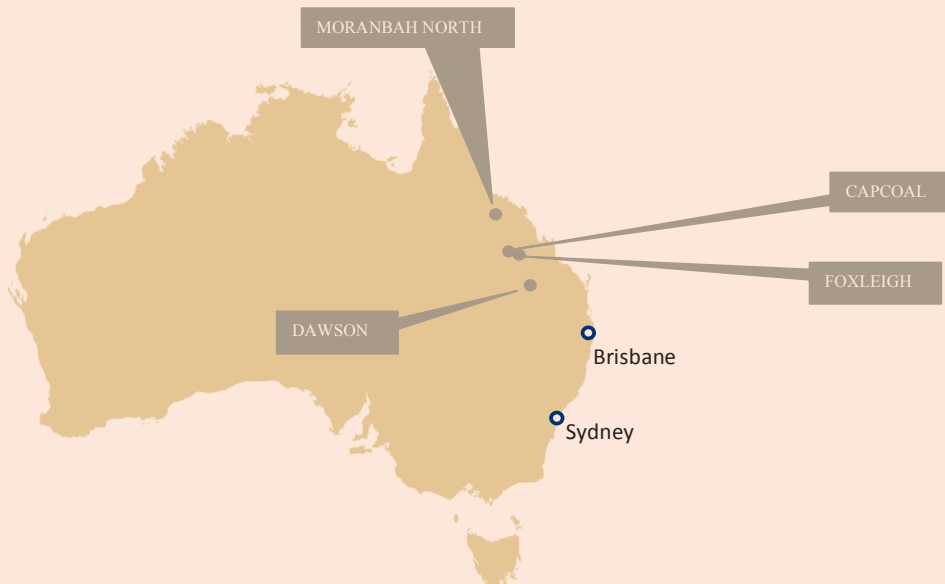 MORANBAH NORTH
CAPCOAL
FOXLEIGH
DAWSON
Brisbane
Sydney